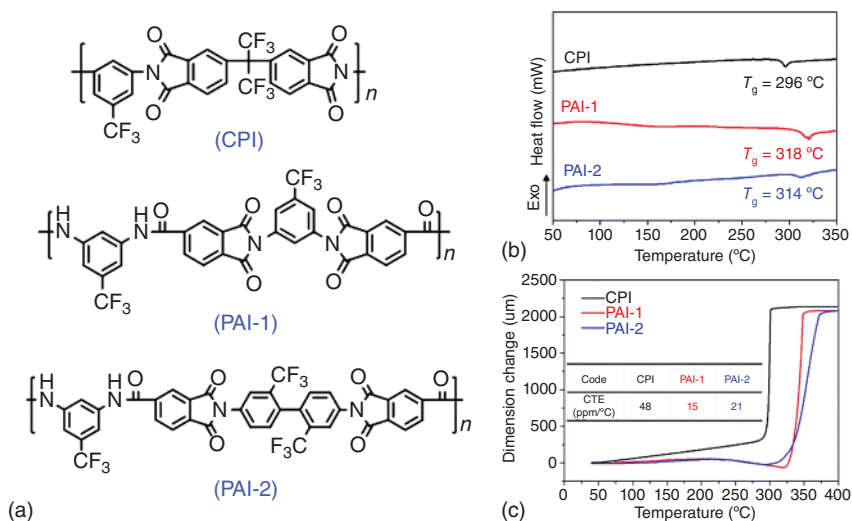 O
O
CF3
N
N
n
O
CF3
O
CF3
(CPI)
H
N
H
N
O
O
CF3
O
O
N
N
n
O
O
CF3
(PAI-1)
H
N
H
N
O
O
CF3
O
O
N
N
n
O
F3C
O
CF3
(PAI-2)
(a)
Heat flow (mW)
Exo
CPI
Tg = 296 ºC
PAI-1
Tg = 318 ºC
PAI-2
Tg = 314 ºC
50 100 150 200 250 300 350
Temperature (ºC)
(b)
Dimension change (um)
2500
2000
1500
1000
500
0
CPI
PAI-1
PAI-2
Code CPI PAI-1 PAI-2
CTE (ppm/ºC) 48 15 21
0 50 100 150 200 250 300 350 400
Temperature (ºC)
(c)